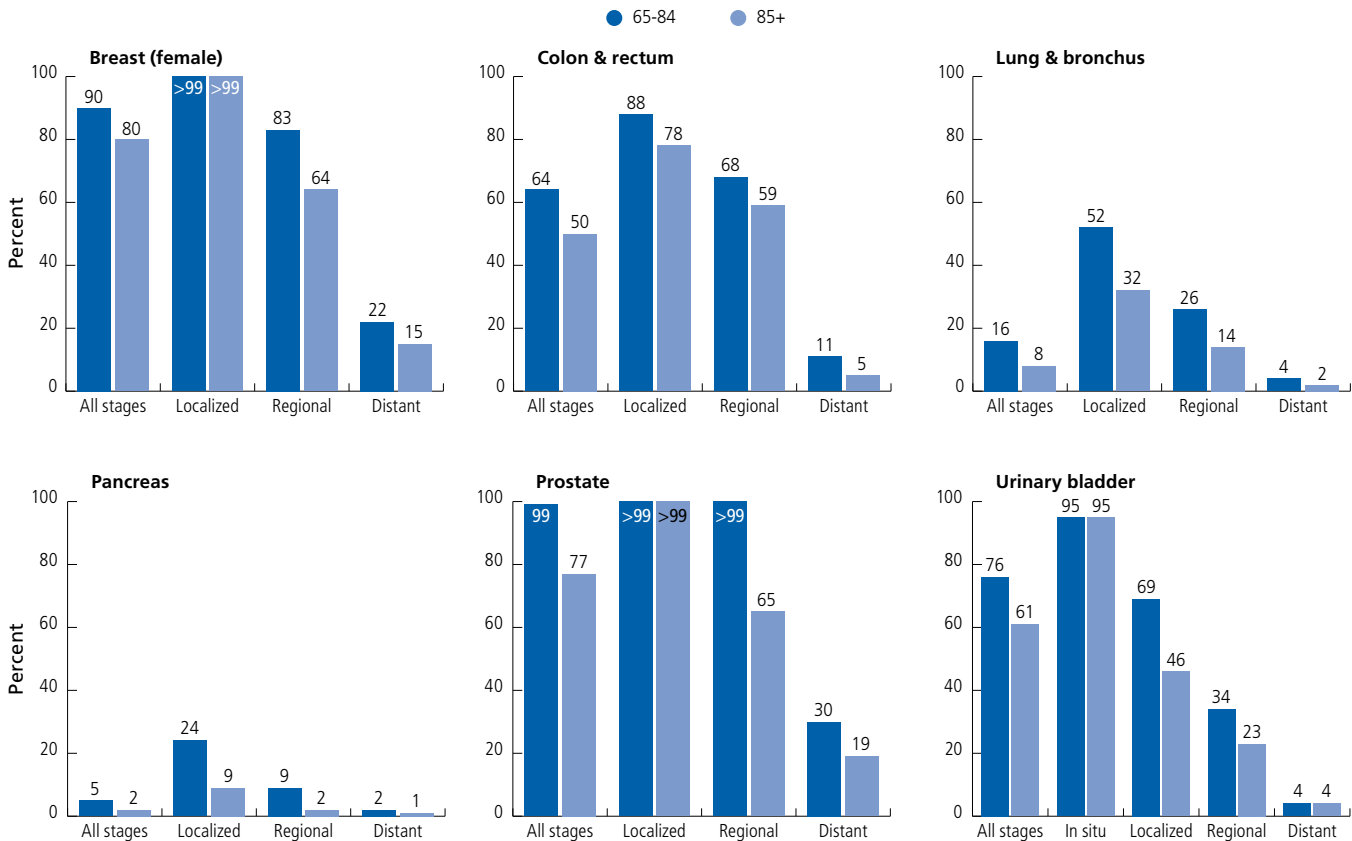 65-84 85+
Breast (female)
Percent
100
80
60
40
20
0
90 80 >99 >99 83 64 22 15
All stages Localized Regional Distant
Colon & rectum
100
80
60
40
20
0
64 50 88 78 68 59 11 5
All stages Localized Regional Distant
Lung & bronchus
100
80
60
40
20
0
16 8 52 32 26 14 4 2
All stages Localized Regional Distant
Pancreas
Percent
100
80
60
40
20
0
5 2 24 9 9 2 2 1
All stages Localized Regional Distant
Prostate
100
80
60
40
20
0
99 77 >99 >99 >99 65 30 19
All stages Localized Regional Distant
Urinary bladder
100
80
60
40
20
0
76 61 95 95 69 46 34 23 4 4
All stages In situ Localized Regional Distant